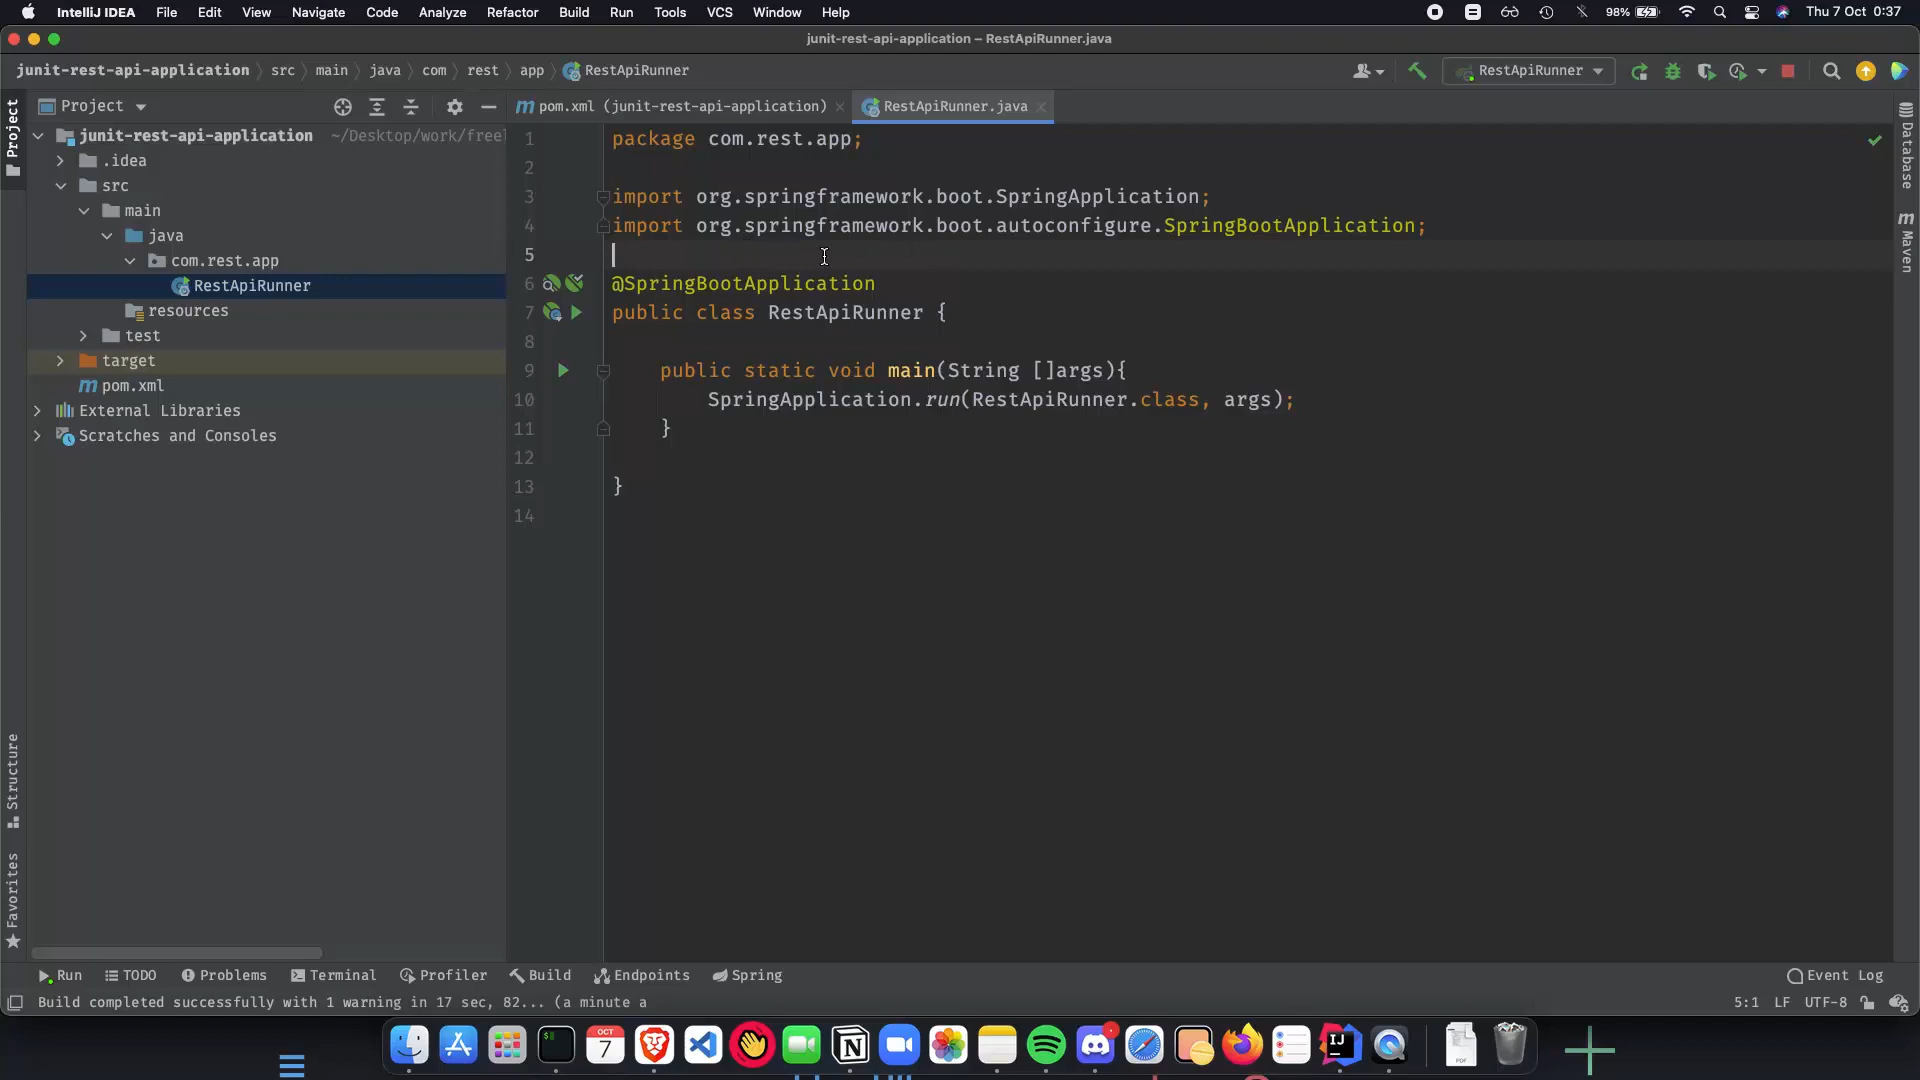 IntelliJ IDEA File Edit View Navigate Code Analyze Refactor Build Run Tools VCS Window Help 98% Thu 7 Oct 0:37
junit-rest-api-application – RestApiRunner.java
junit-rest-api-application src main java com rest app RestApiRunner RestApiRunner
Project pom.xml (junit-rest-api-application) RestApiRunner.java
Project
Structure
Favorites
junit-rest-api-application ~/Desktop/work/freel
.idea
src
main
java
com.rest.app
RestApiRunner
resources
test
target
pom.xml
External Libraries
Scratches and Consoles
1 package com.rest.app;
2
3 import org.springframework.boot.SpringApplication;
4 import org.springframework.boot.autoconfigure.SpringBootApplication;
5
6 @SpringBootApplication
7 public class RestApiRunner {
8
9 public static void main(String []args){
10 SpringApplication.run(RestApiRunner.class, args);
11 }
12
13 }
14
Database
Maven
Run TODO Problems Terminal Profiler Build Endpoints Spring Event Log
Build completed successfully with 1 warning in 17 sec, 82... (a minute a 5:1 LF UTF-8
OCT
7
IJ
PDF